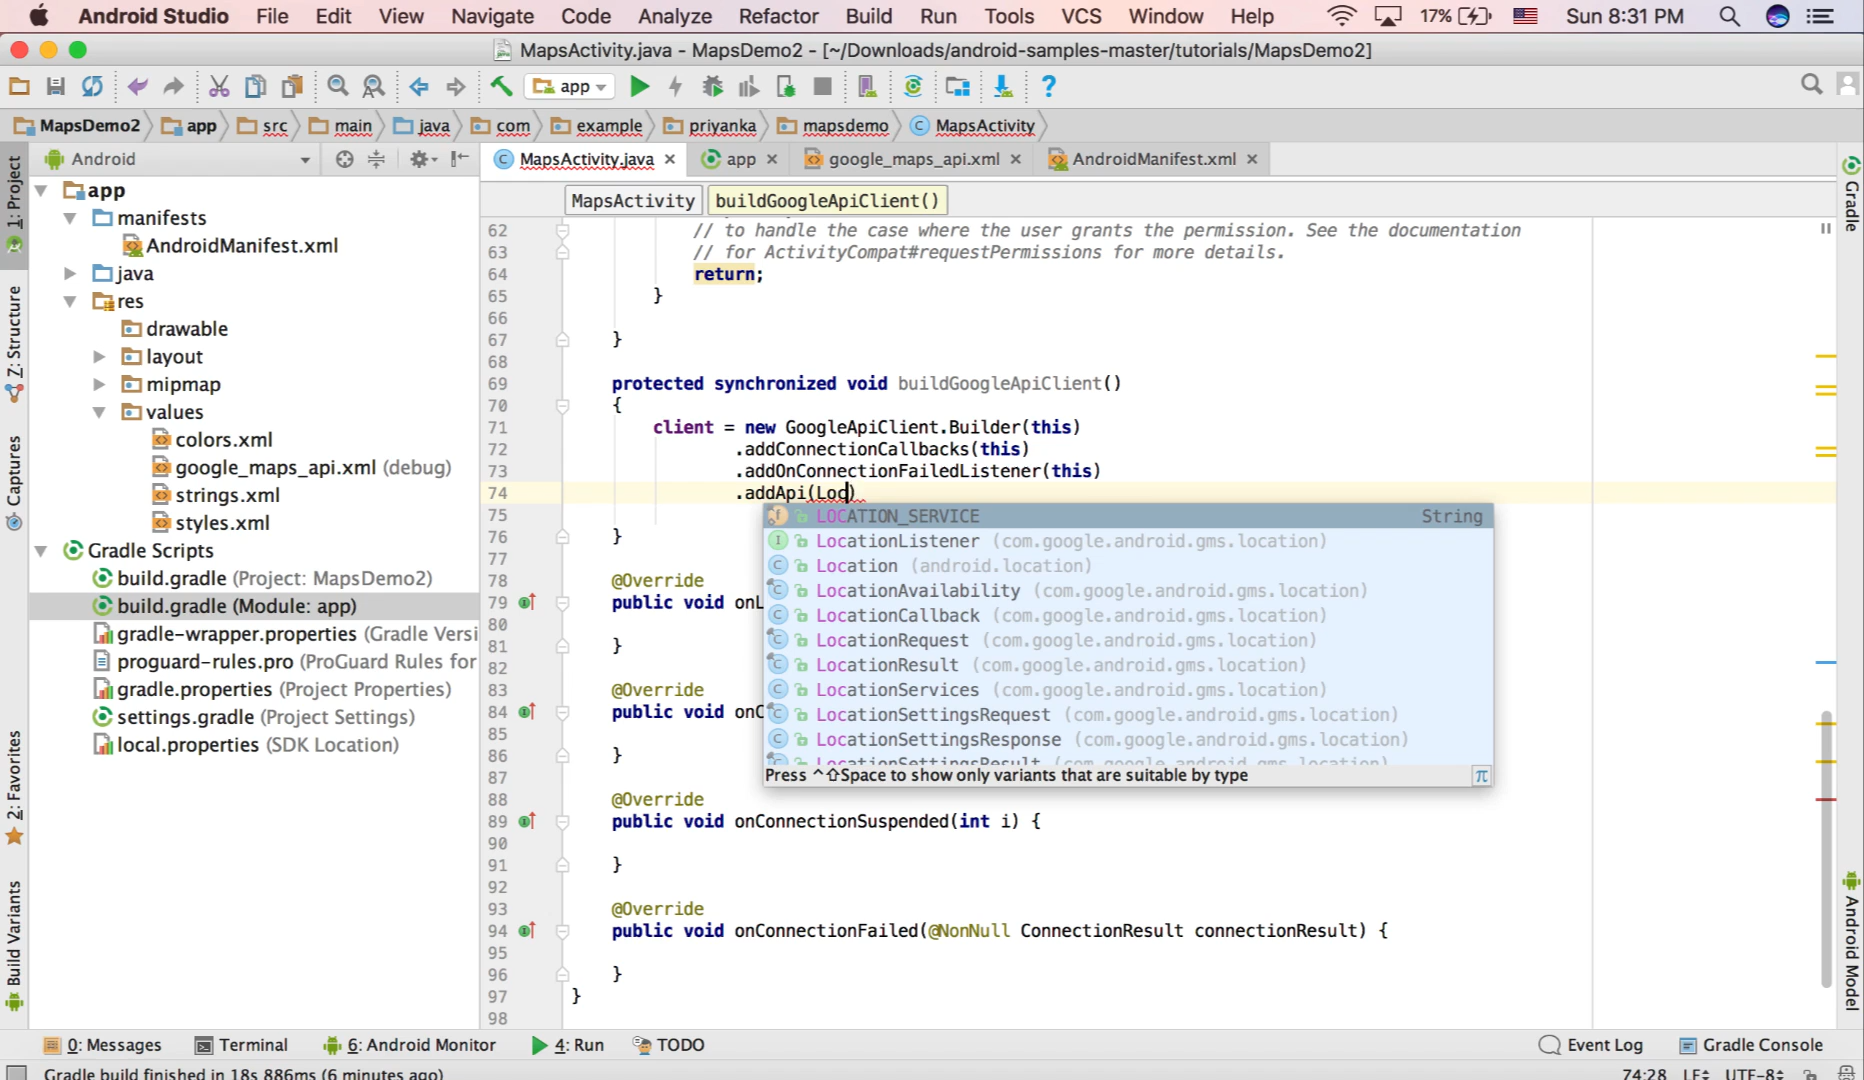 Android Studio File Edit View Navigate Code Analyze Refactor Build Run Tools VCS Window Help 17% Sun 8:31 PM
MapsActivity.java - MapsDemo2 - [~/Downloads/android-samples-master/tutorials/MapsDemo2]
app
MapsDemo2 app src main java com example priyanka mapsdemo MapsActivity
Android
MapsActivity.java app google_maps_api.xml AndroidManifest.xml
1: Project
Z: Structure
Captures
2: Favorites
Build Variants
app
manifests
AndroidManifest.xml
java
res
drawable
layout
mipmap
values
colors.xml
google_maps_api.xml (debug)
strings.xml
styles.xml
Gradle Scripts
build.gradle (Project: MapsDemo2)
build.gradle (Module: app)
gradle-wrapper.properties (Gradle Versi
proguard-rules.pro (ProGuard Rules for
gradle.properties (Project Properties)
settings.gradle (Project Settings)
local.properties (SDK Location)
MapsActivity buildGoogleApiClient()
62 // to handle the case where the user grants the permission. See the documentation
63 // for ActivityCompat#requestPermissions for more details.
64 return;
65 }
66
67 }
68
69 protected synchronized void buildGoogleApiClient()
70 {
71 client = new GoogleApiClient.Builder(this)
72 .addConnectionCallbacks(this)
73 .addOnConnectionFailedListener(this)
74 .addApi(Loc)
75
76 }
77
78 @Override
79 public void onL
80
81 }
82
83 @Override
84 public void onC
85
86 }
87
88 @Override
89 public void onConnectionSuspended(int i) {
90
91 }
92
93 @Override
94 public void onConnectionFailed(@NonNull ConnectionResult connectionResult) {
95
96 }
97 }
98
LOCATION_SERVICE String
LocationListener (com.google.android.gms.location)
Location (android.location)
LocationAvailability (com.google.android.gms.location)
LocationCallback (com.google.android.gms.location)
LocationRequest (com.google.android.gms.location)
LocationResult (com.google.android.gms.location)
LocationServices (com.google.android.gms.location)
LocationSettingsRequest (com.google.android.gms.location)
LocationSettingsResponse (com.google.android.gms.location)
LocationSettingsResult (com.google.android.gms.location)
Press ^⇧Space to show only variants that are suitable by type π
Gradle
Android Model
0: Messages Terminal 6: Android Monitor 4: Run TODO Event Log Gradle Console
Gradle build finished in 18s 886ms (6 minutes ago) 74:28 LF UTF-8